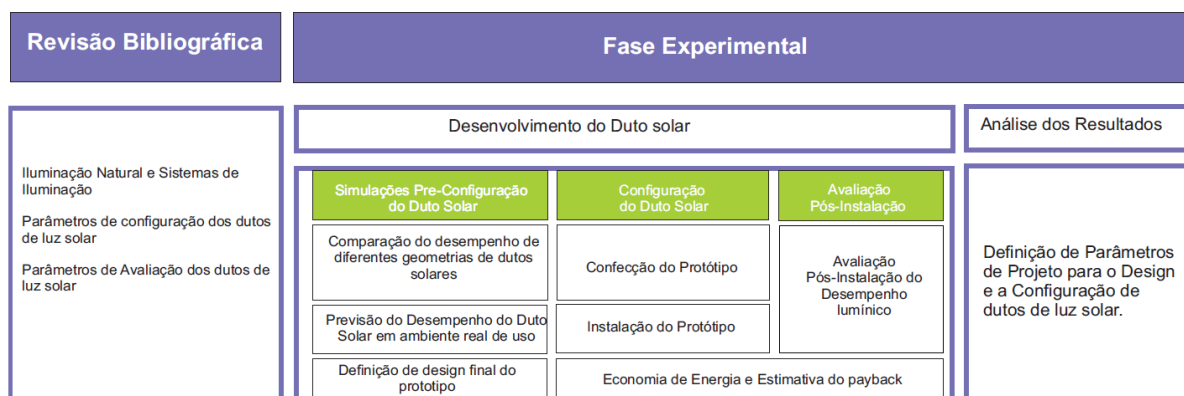 Revisão Bibliográfica
Fase Experimental
Iluminação Natural e Sistemas de
Iluminação
Parâmetros de configuração dos dutos
de luz solar
Parâmetros de Avaliação dos dutos de
luz solar
Desenvolvimento do Duto solar
Simulações Pre-Configuração
do Duto Solar
Comparação do desempenho de
diferentes geometrias de dutos
solares
Previsão do Desempenho do Duto
Solar em ambiente real de uso
Definição de design final do
prototipo
Configuração
do Duto Solar
Confecção do Protótipo
Instalação do Protótipo
Avaliação
Pós-Instalação
Avaliação
Pós-Instalação do
Desempenho
lumínico
Economia de Energia e Estimativa do payback
Análise dos Resultados
Definição de Parâmetros
de Projeto para o Design
e a Configuração de
dutos de luz solar.